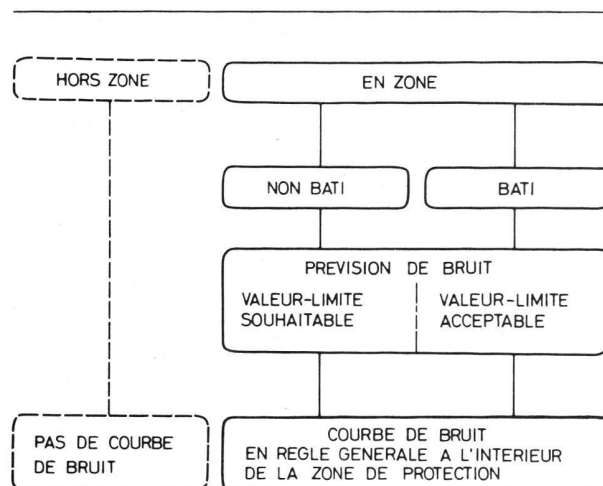 HORS ZONE
EN ZONE
NON BATI
BATI
PREVISION DE BRUIT
VALEUR-LIMITE
SOUHAITABLE
VALEUR-LIMITE
ACCEPTABLE
PAS DE COURBE
DE BRUIT
COURBE DE BRUIT
EN REGLE GENERALE A L'INTERIEUR
DE LA ZONE DE PROTECTION